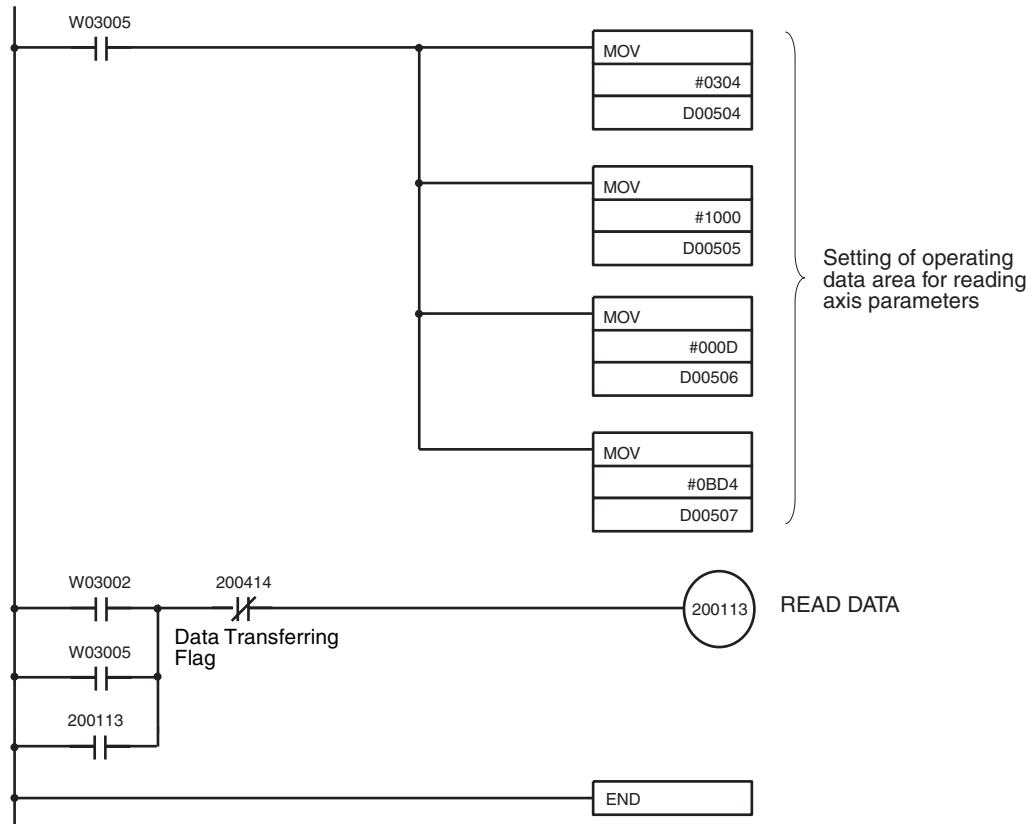 W03005
MOV
#0304
D00504
MOV
#1000
D00505
Setting of operating
data area for reading
axis parameters
MOV
#000D
D00506
MOV
#0BD4
D00507
W03002
200414
200113
READ DATA
Data Transferring
Flag
W03005
200113
END